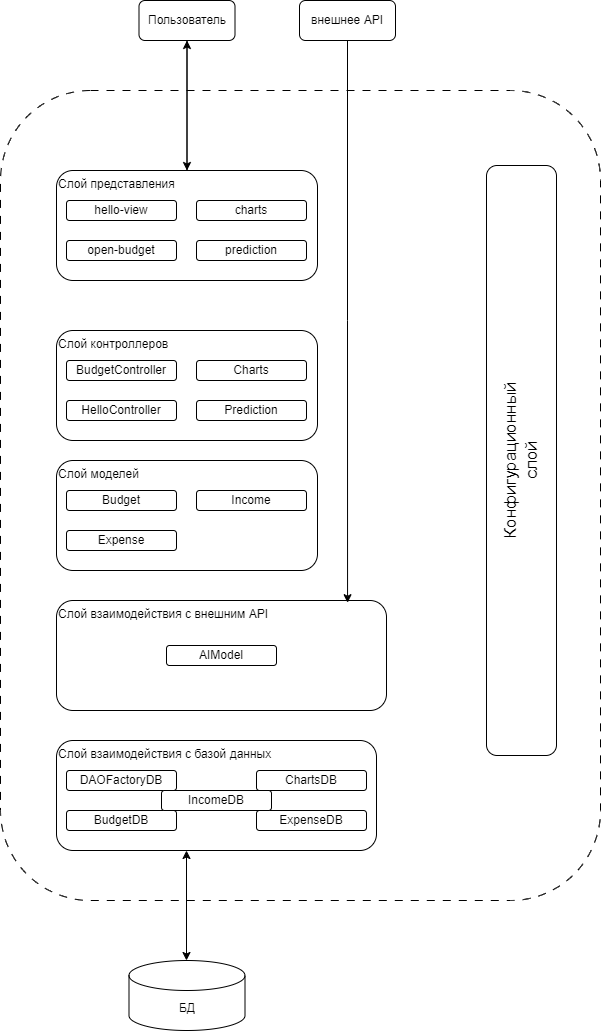 Пользователь
внешнее API
Слой представления
hello-view
charts
open-budget
prediction
Слой контроллеров
BudgetController
Charts
HelloController
Prediction
Слой моделей
Budget
Income
Expense
Слой взаимодействия с внешним API
AIModel
Слой взаимодействия с базой данных
DAOFactoryDB
ChartsDB
IncomeDB
BudgetDB
ExpenseDB
Конфигурационный
слой
БД